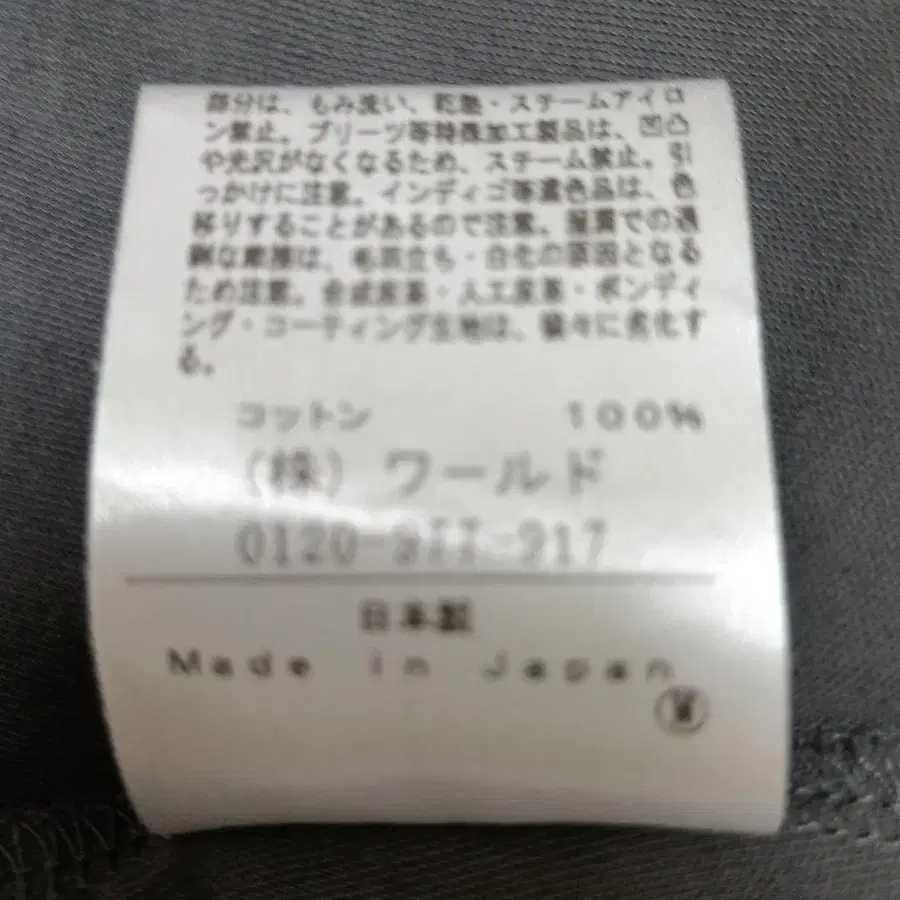 部分は、もみ洗い、乾燥・スチームアイロ
ン禁止。プリーツ等特殊加工製品は、凹凸
や光沢がなくなるため、スチーム禁止。引
っかけに注意。インディゴ等濃色品は、色
移りすることがあるので注意。着用での過
剰な摩擦は、毛羽立ち・白化の原因となる
ため注意。合成皮革・人工皮革・ボンディ
ング・コーティング生地は、徐々に劣化す
る。
コットン 100%
(株) ワールド
0120-911-917
日本製
Made in Japan
W